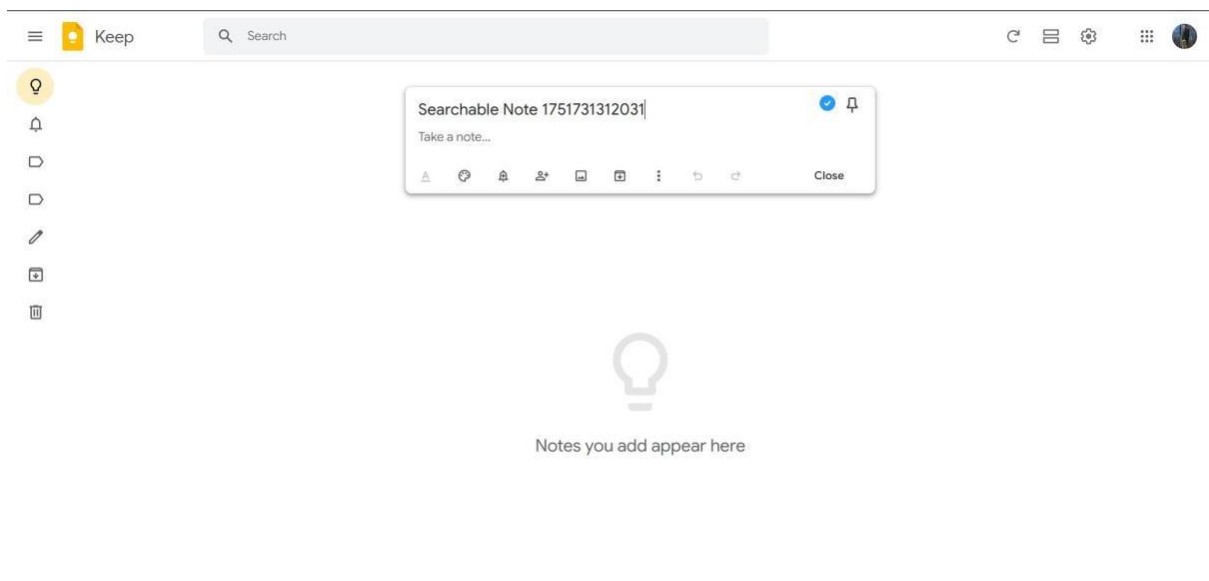 Keep
Search
Searchable Note 1751731312031
Take a note...
A
Close
Notes you add appear here